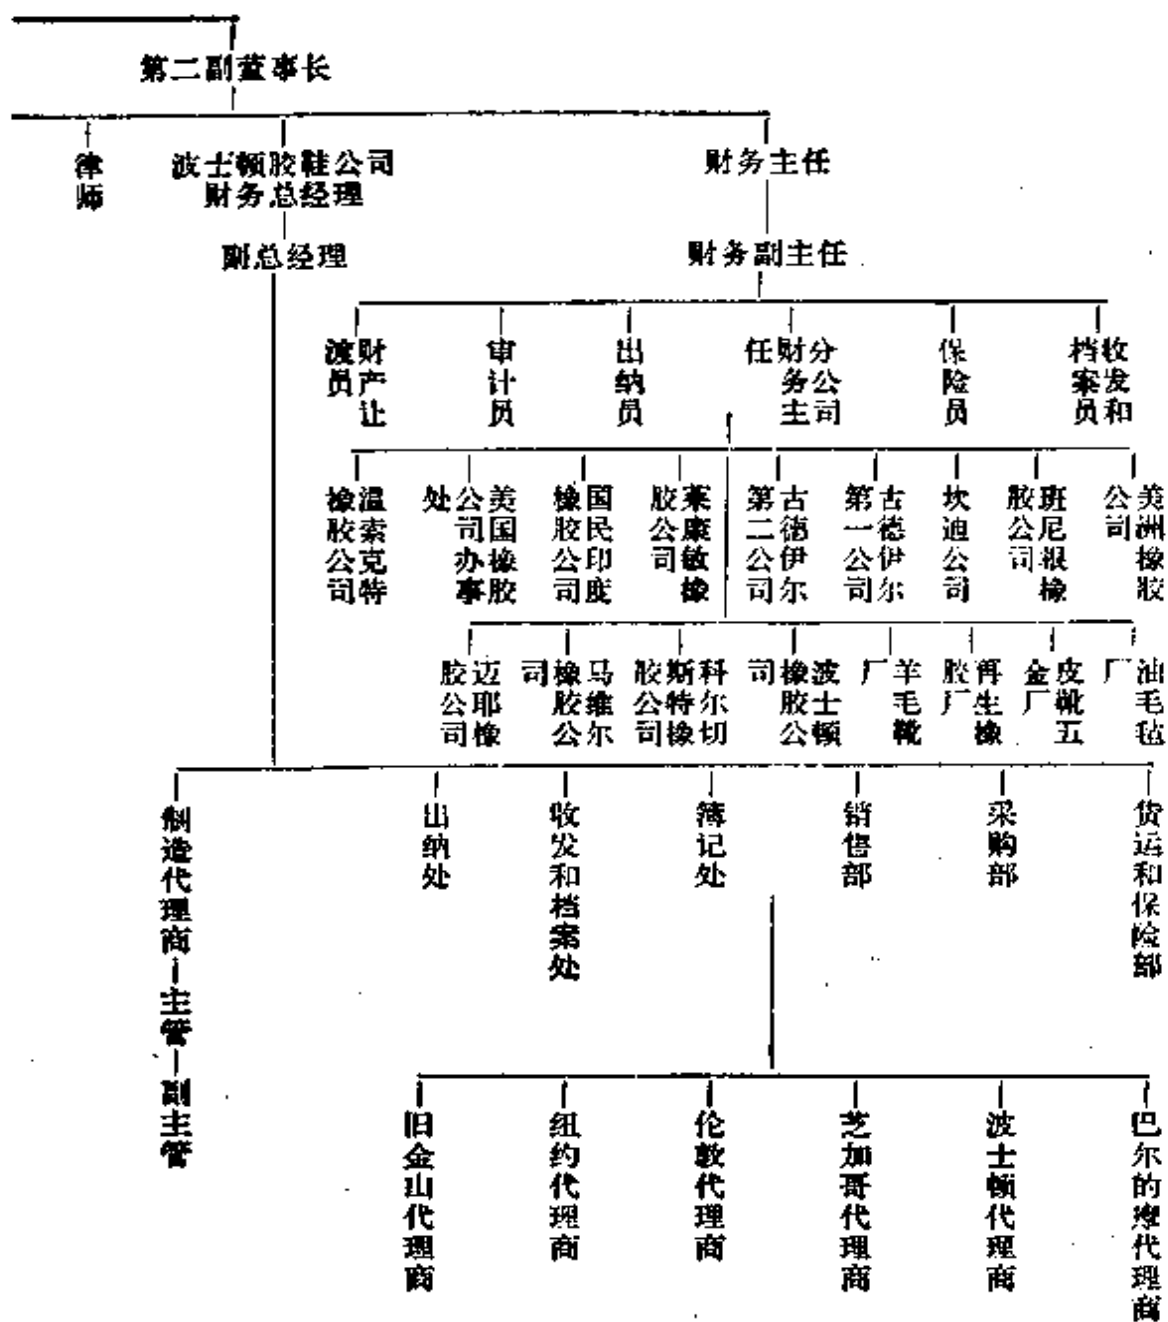 第二副董事长
律师
波士顿胶鞋公司
财务总经理
财务主任
副总经理
财务副主任
财产让渡员
审计员
出纳员
分公司财务主任
保险员
收发和档案员
温索克特橡胶公司
美国橡胶公司办事处
国民印度橡胶公司
莱康敏橡胶公司
古德伊尔第二公司
古德伊尔第一公司
坎迪公司
班尼根橡胶公司
美洲橡胶公司
迈耶橡胶公司
马维尔橡胶公司
科尔切斯特橡胶公司
波士顿橡胶公司
羊毛靴厂
再生橡胶厂
皮靴五金厂
油毛毡厂
制造代理商—主管—副主管
出纳处
收发和档案处
簿记处
销售部
采购部
货运和保险部
旧金山代理商
纽约代理商
伦敦代理商
芝加哥代理商
波士顿代理商
巴尔的摩代理商